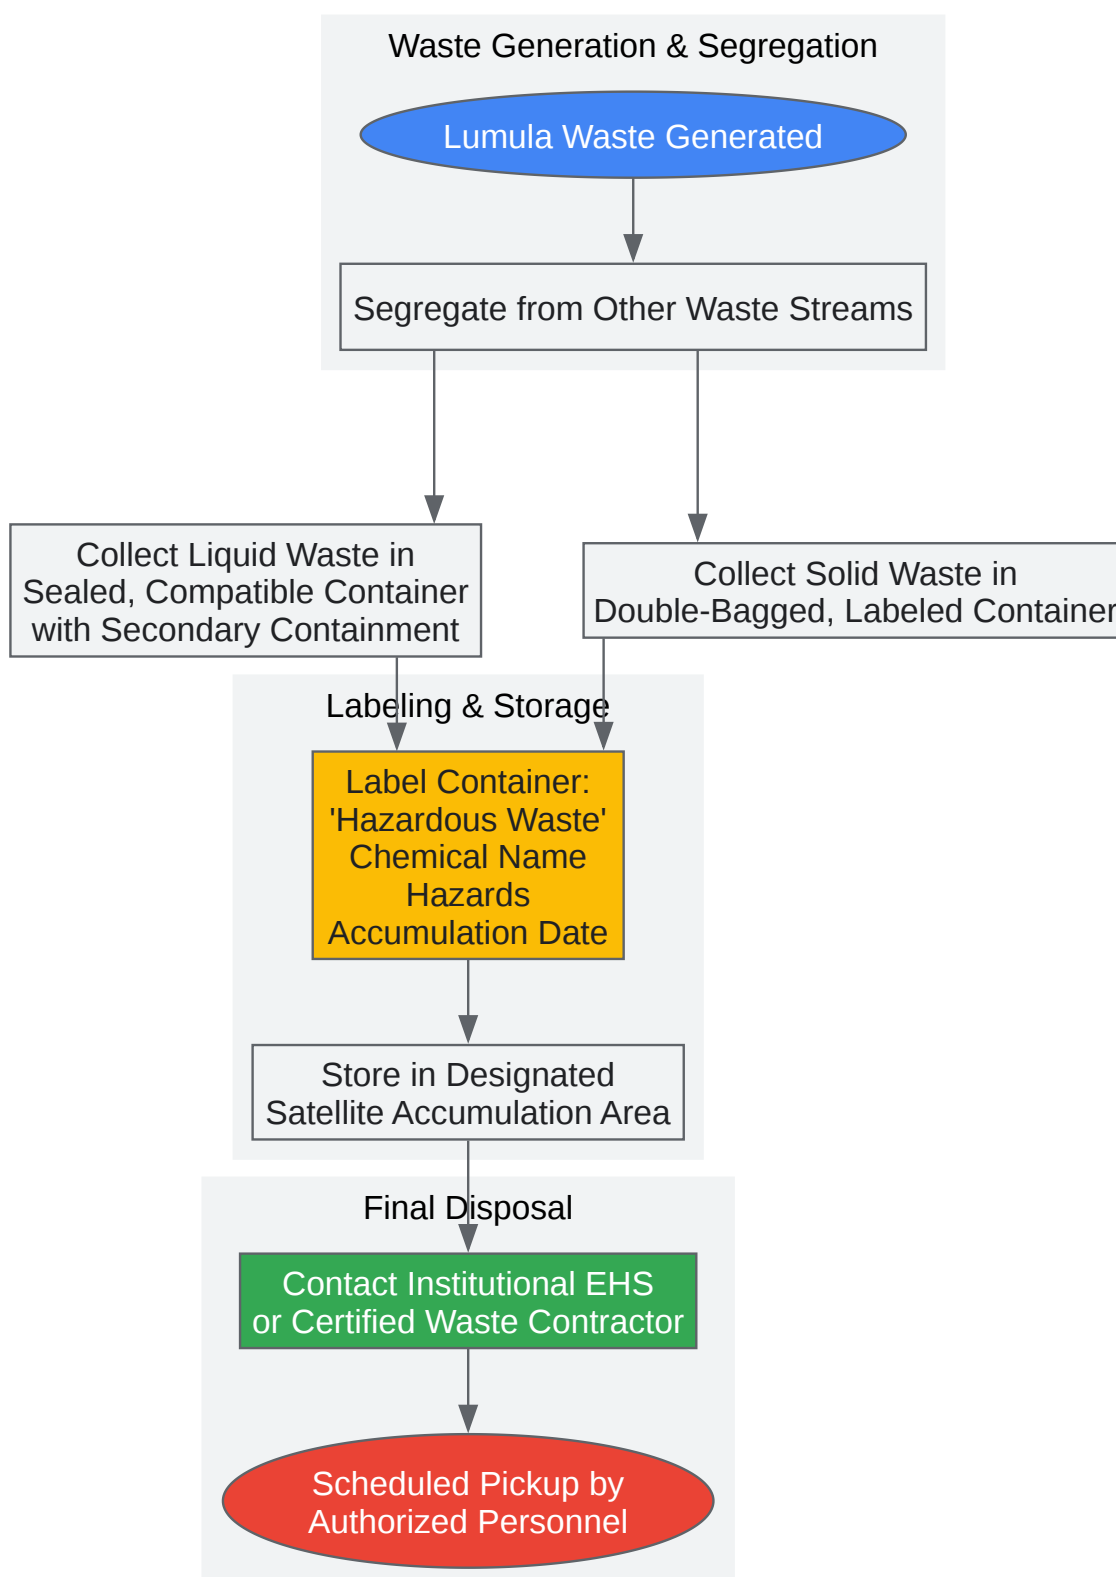 Waste Generation & Segregation
Lumula Waste Generated
Segregate from Other Waste Streams
Collect Liquid Waste in
Sealed, Compatible Container
with Secondary Containment
Collect Solid Waste in
Double-Bagged, Labeled Container
Labeling & Storage
Label Container:
'Hazardous Waste'
Chemical Name
Hazards
Accumulation Date
Store in Designated
Satellite Accumulation Area
Final Disposal
Contact Institutional EHS
or Certified Waste Contractor
Scheduled Pickup by
Authorized Personnel